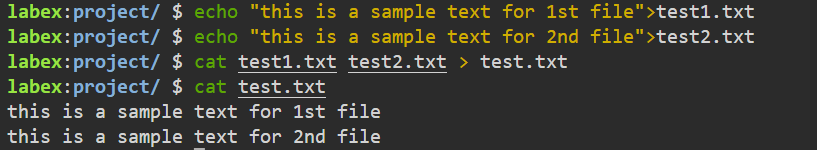 labex:project/ $ echo "this is a sample text for 1st file">test1.txt
labex:project/ $ echo "this is a sample text for 2nd file">test2.txt
labex:project/ $ cat test1.txt test2.txt > test.txt
labex:project/ $ cat test.txt
this is a sample text for 1st file
this is a sample text for 2nd file